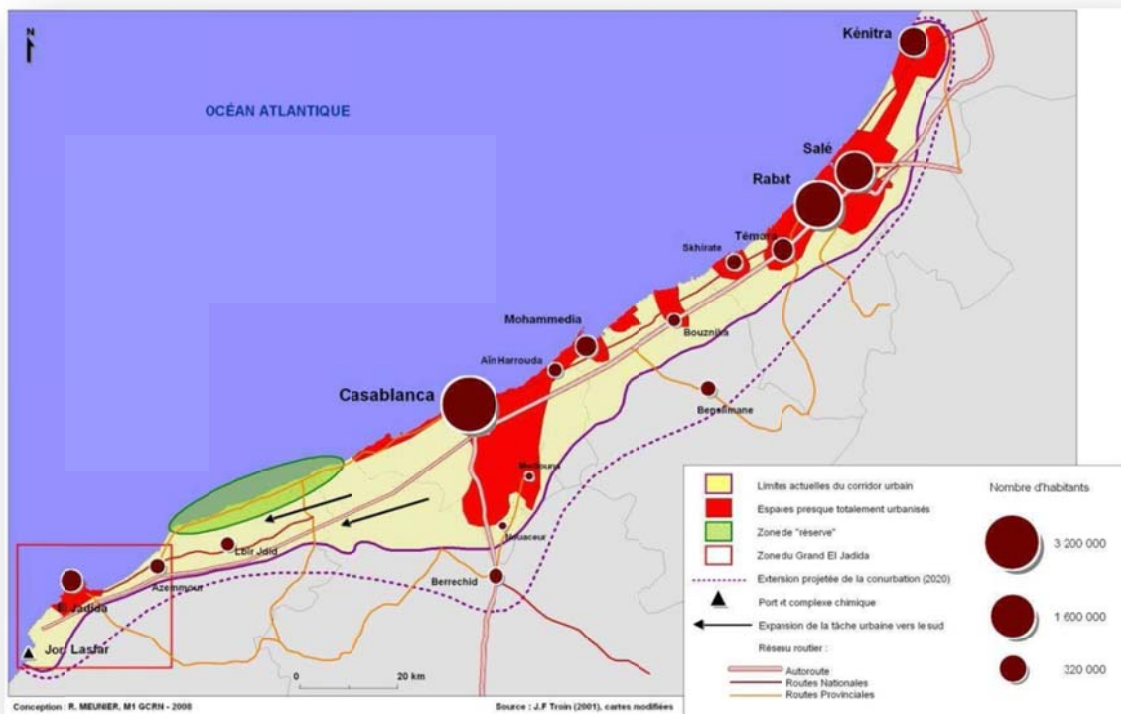 N
Kénitra
OCÉAN ATLANTIQUE
Salé
Rabat
Témara
Skhirate
Mohammedia
Bouznika
Aïn Harrouda
Casablanca
Benslimane
Mediouna
Nouaceur
Lbir Jdid
Azemmour
Berrechid
El Jadida
Jorf Lasfar
0 20 km
Limites actuelles du corridor urbain
Espaces presque totalement urbanisés
Zone de "réserve"
Zone du Grand El Jadida
Extersion projetée de la conurbation (2020)
Port et complexe chimique
Expansion de la tâche urbaine vers le sud
Réseau routier :
Autoroute
Routes Nationales
Routes Provinciales
Nombre d'habitants
3 200 000
1 600 000
320 000
Conception : R. MEUNIER, M1 GCRN - 2008
Source : J.F Troin (2001), cartes modifiées